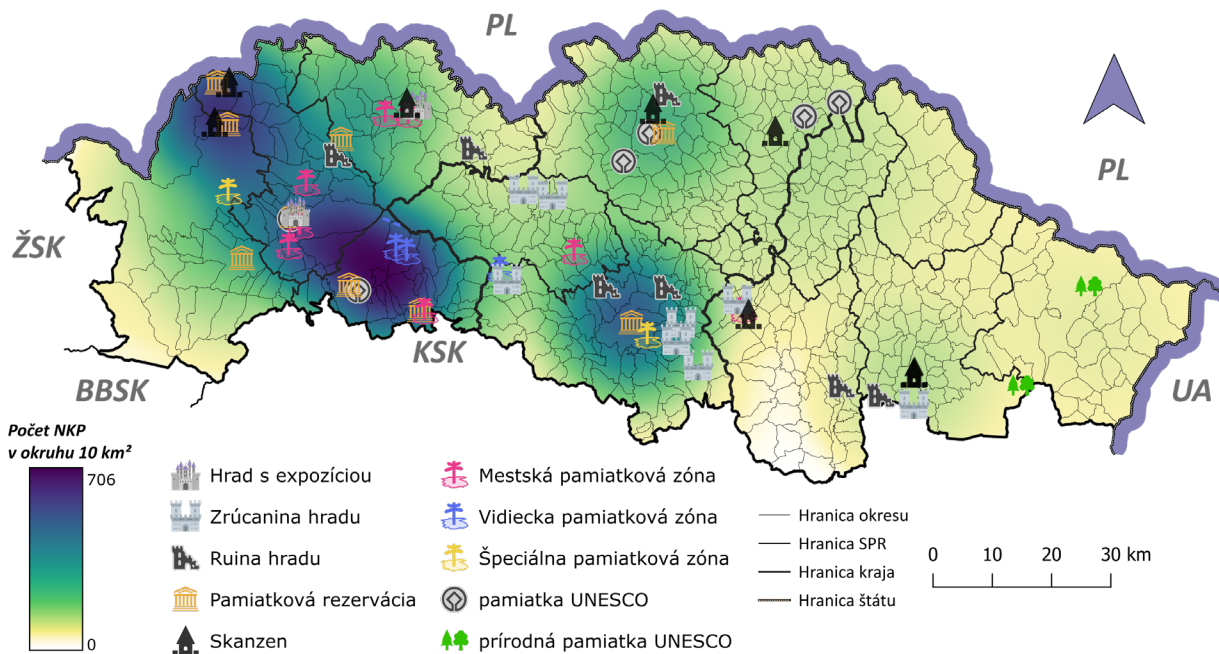 PL
PL
ŽSK
KSK
BBSK
UA
Počet NKP
v okruhu 10 km²
706
0
Hrad s expozíciou
Zrúcanina hradu
Ruina hradu
Pamiatková rezervácia
Skanzen
Mestská pamiatková zóna
Vidiecka pamiatková zóna
Špeciálna pamiatková zóna
pamiatka UNESCO
prírodná pamiatka UNESCO
Hranica okresu
Hranica SPR
Hranica kraja
Hranica štátu
0 10 20 30 km